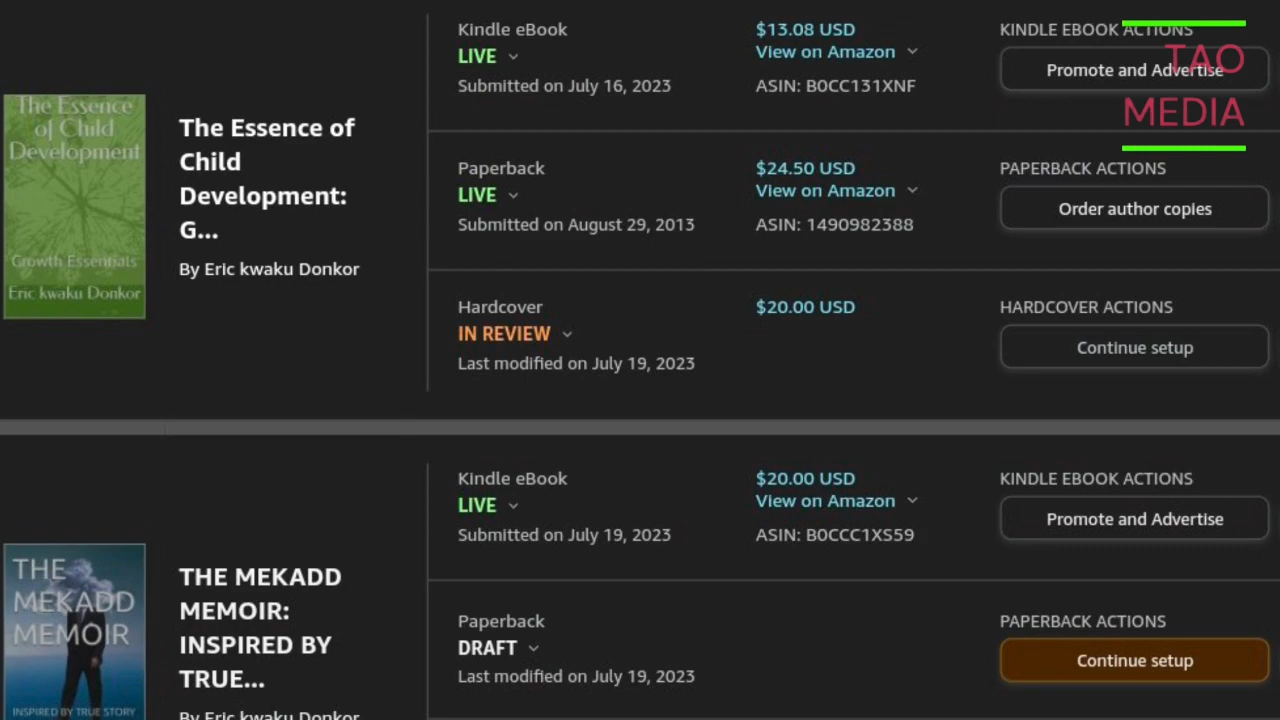 Kindle eBook
LIVE
Submitted on July 16, 2023
$13.08 USD
View on Amazon
ASIN: B0CC131XNF
KINDLE EBOOK ACTIONS
Promote and Advertise
TAO
MEDIA
The Essence
of Child
Development
Growth Essentials
Eric kwaku Donkor
The Essence of
Child
Development:
G...
By Eric kwaku Donkor
Paperback
LIVE
Submitted on August 29, 2013
$24.50 USD
View on Amazon
ASIN: 1490982388
PAPERBACK ACTIONS
Order author copies
Hardcover
IN REVIEW
Last modified on July 19, 2023
$20.00 USD
HARDCOVER ACTIONS
Continue setup
Kindle eBook
LIVE
Submitted on July 19, 2023
$20.00 USD
View on Amazon
ASIN: B0CCC1XS59
KINDLE EBOOK ACTIONS
Promote and Advertise
THE
MEKADD
MEMOIR
INSPIRED BY TRUE STORY
THE MEKADD
MEMOIR:
INSPIRED BY
TRUE...
By Eric kwaku Donkor
Paperback
DRAFT
Last modified on July 19, 2023
PAPERBACK ACTIONS
Continue setup